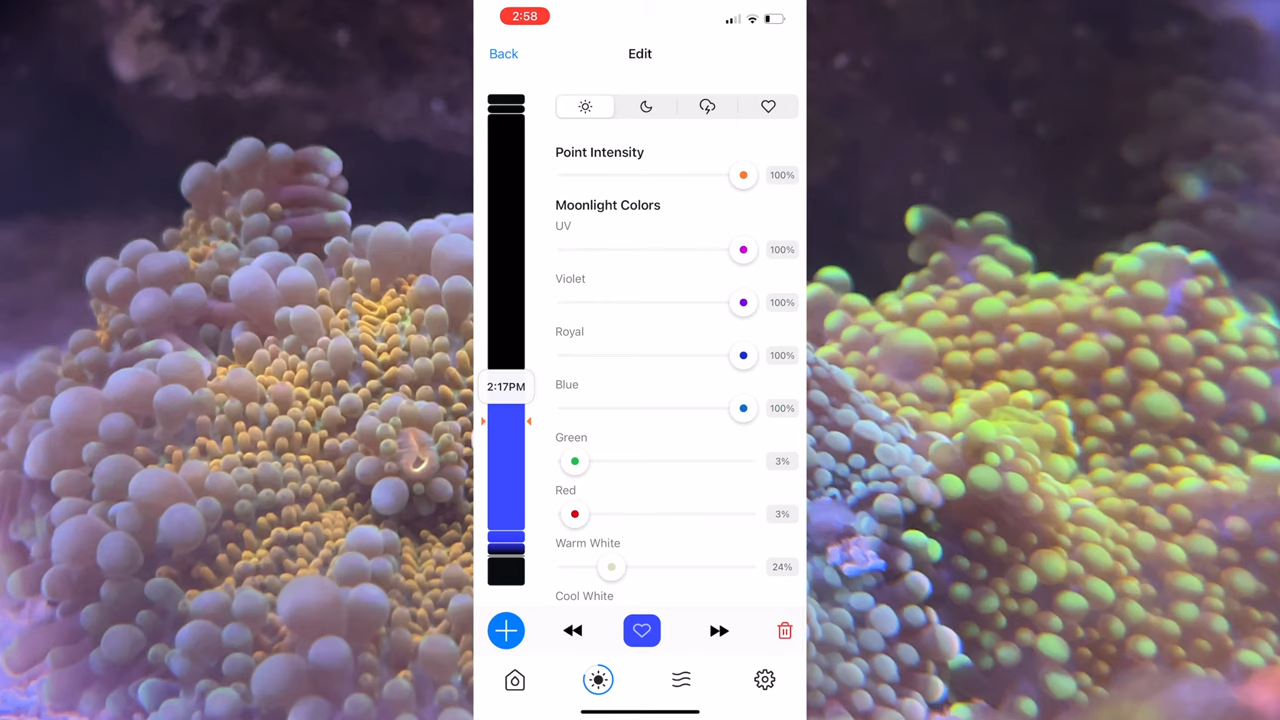 2:58
Back
Edit
Point Intensity
100%
Moonlight Colors
UV
100%
Violet
100%
Royal
100%
2:17PM
Blue
100%
Green
3%
Red
3%
Warm White
24%
Cool White